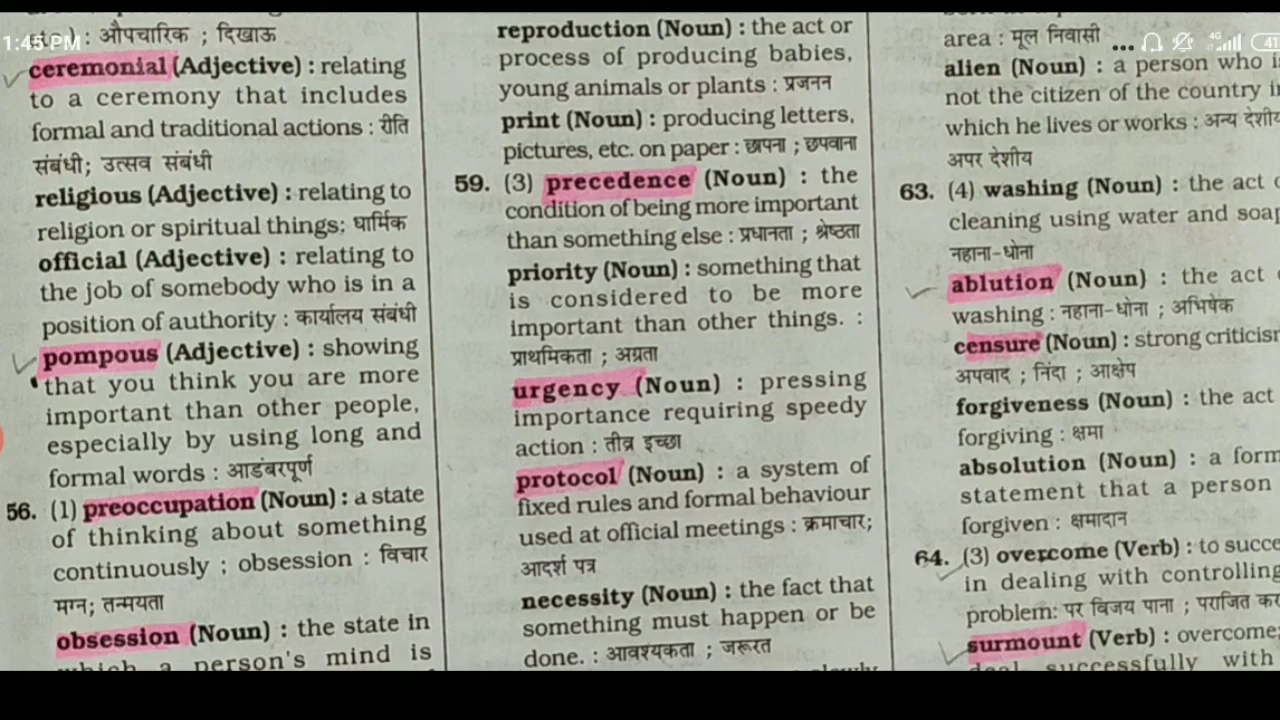 1:45 PM
: औपचारिक ; दिखाऊ
ceremonial (Adjective) : relating
to a ceremony that includes
formal and traditional actions : रीति
संबंधी; उत्सव संबंधी
religious (Adjective) : relating to
religion or spiritual things; धार्मिक
official (Adjective) : relating to
the job of somebody who is in a
position of authority : कार्यालय संबंधी
pompous (Adjective) : showing
that you think you are more
important than other people,
especially by using long and
formal words : आडंबरपूर्ण
56. (1) preoccupation (Noun) : a state
of thinking about something
continuously ; obsession : विचार
मग्न; तन्मयता
obsession (Noun) : the state in
which a person's mind is
reproduction (Noun) : the act or
process of producing babies,
young animals or plants : प्रजनन
print (Noun) : producing letters,
pictures, etc. on paper : छापना ; छपवाना
59. (3) precedence (Noun) : the
condition of being more important
than something else : प्रधानता ; श्रेष्ठता
priority (Noun) : something that
is considered to be more
important than other things. :
प्राथमिकता ; अग्रता
urgency (Noun) : pressing
importance requiring speedy
action : तीव्र इच्छा
protocol (Noun) : a system of
fixed rules and formal behaviour
used at official meetings : क्रमाचार;
आदर्श पत्र
necessity (Noun) : the fact that
something must happen or be
done. : आवश्यकता ; जरूरत
area : मूल निवासी
4G
41
alien (Noun) : a person who
not the citizen of the country
which he lives or works : अन्य देशीय
अपर देशीय
63. (4) washing (Noun) : the act
cleaning using water and soap
नहाना-धोना
ablution (Noun) : the act
washing : नहाना-धोना ; अभिषेक
censure (Noun) : strong criticism
अपवाद ; निंदा ; आक्षेप
forgiveness (Noun) : the act
forgiving : क्षमा
absolution (Noun) : a
statement that a person
forgiven : क्षमादान
64. (3) overcome (Verb) : to
in dealing with controlling
problem: पर विजय पाना ; पराजित
surmount (Verb) : overcome;
deal successfully with